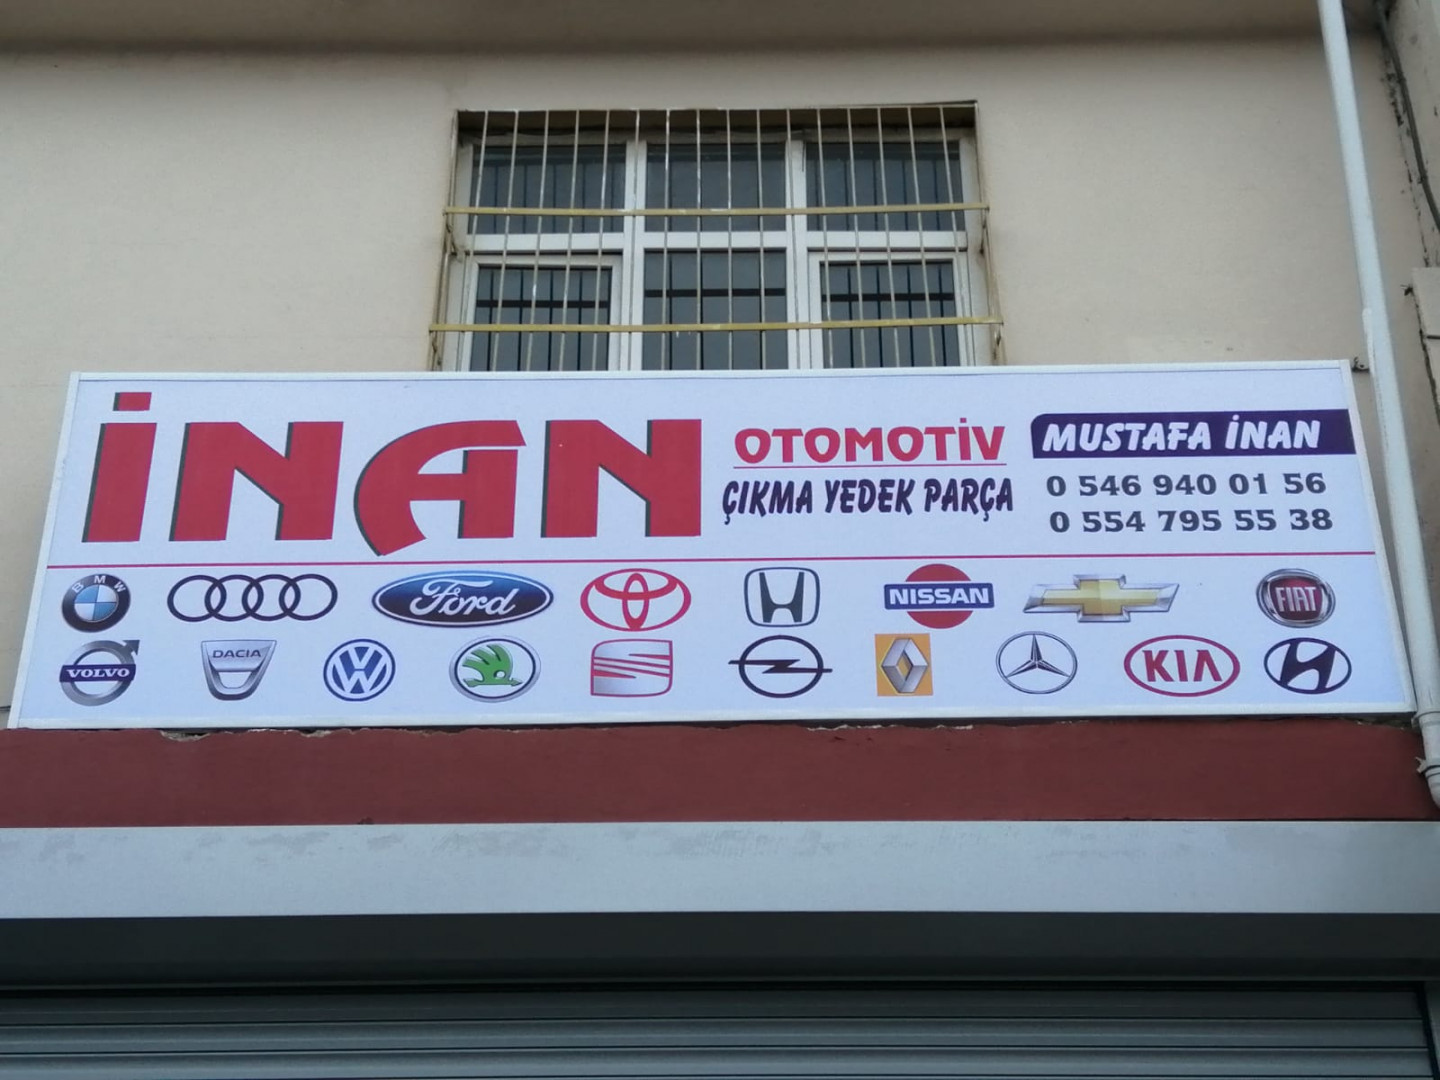 İNAN
OTOMOTİV
ÇIKMA YEDEK PARÇA
MUSTAFA İNAN
0 546 940 01 56
0 554 795 55 38
BMW
Ford
NISSAN
FIAT
VOLVO
DACIA
KIA